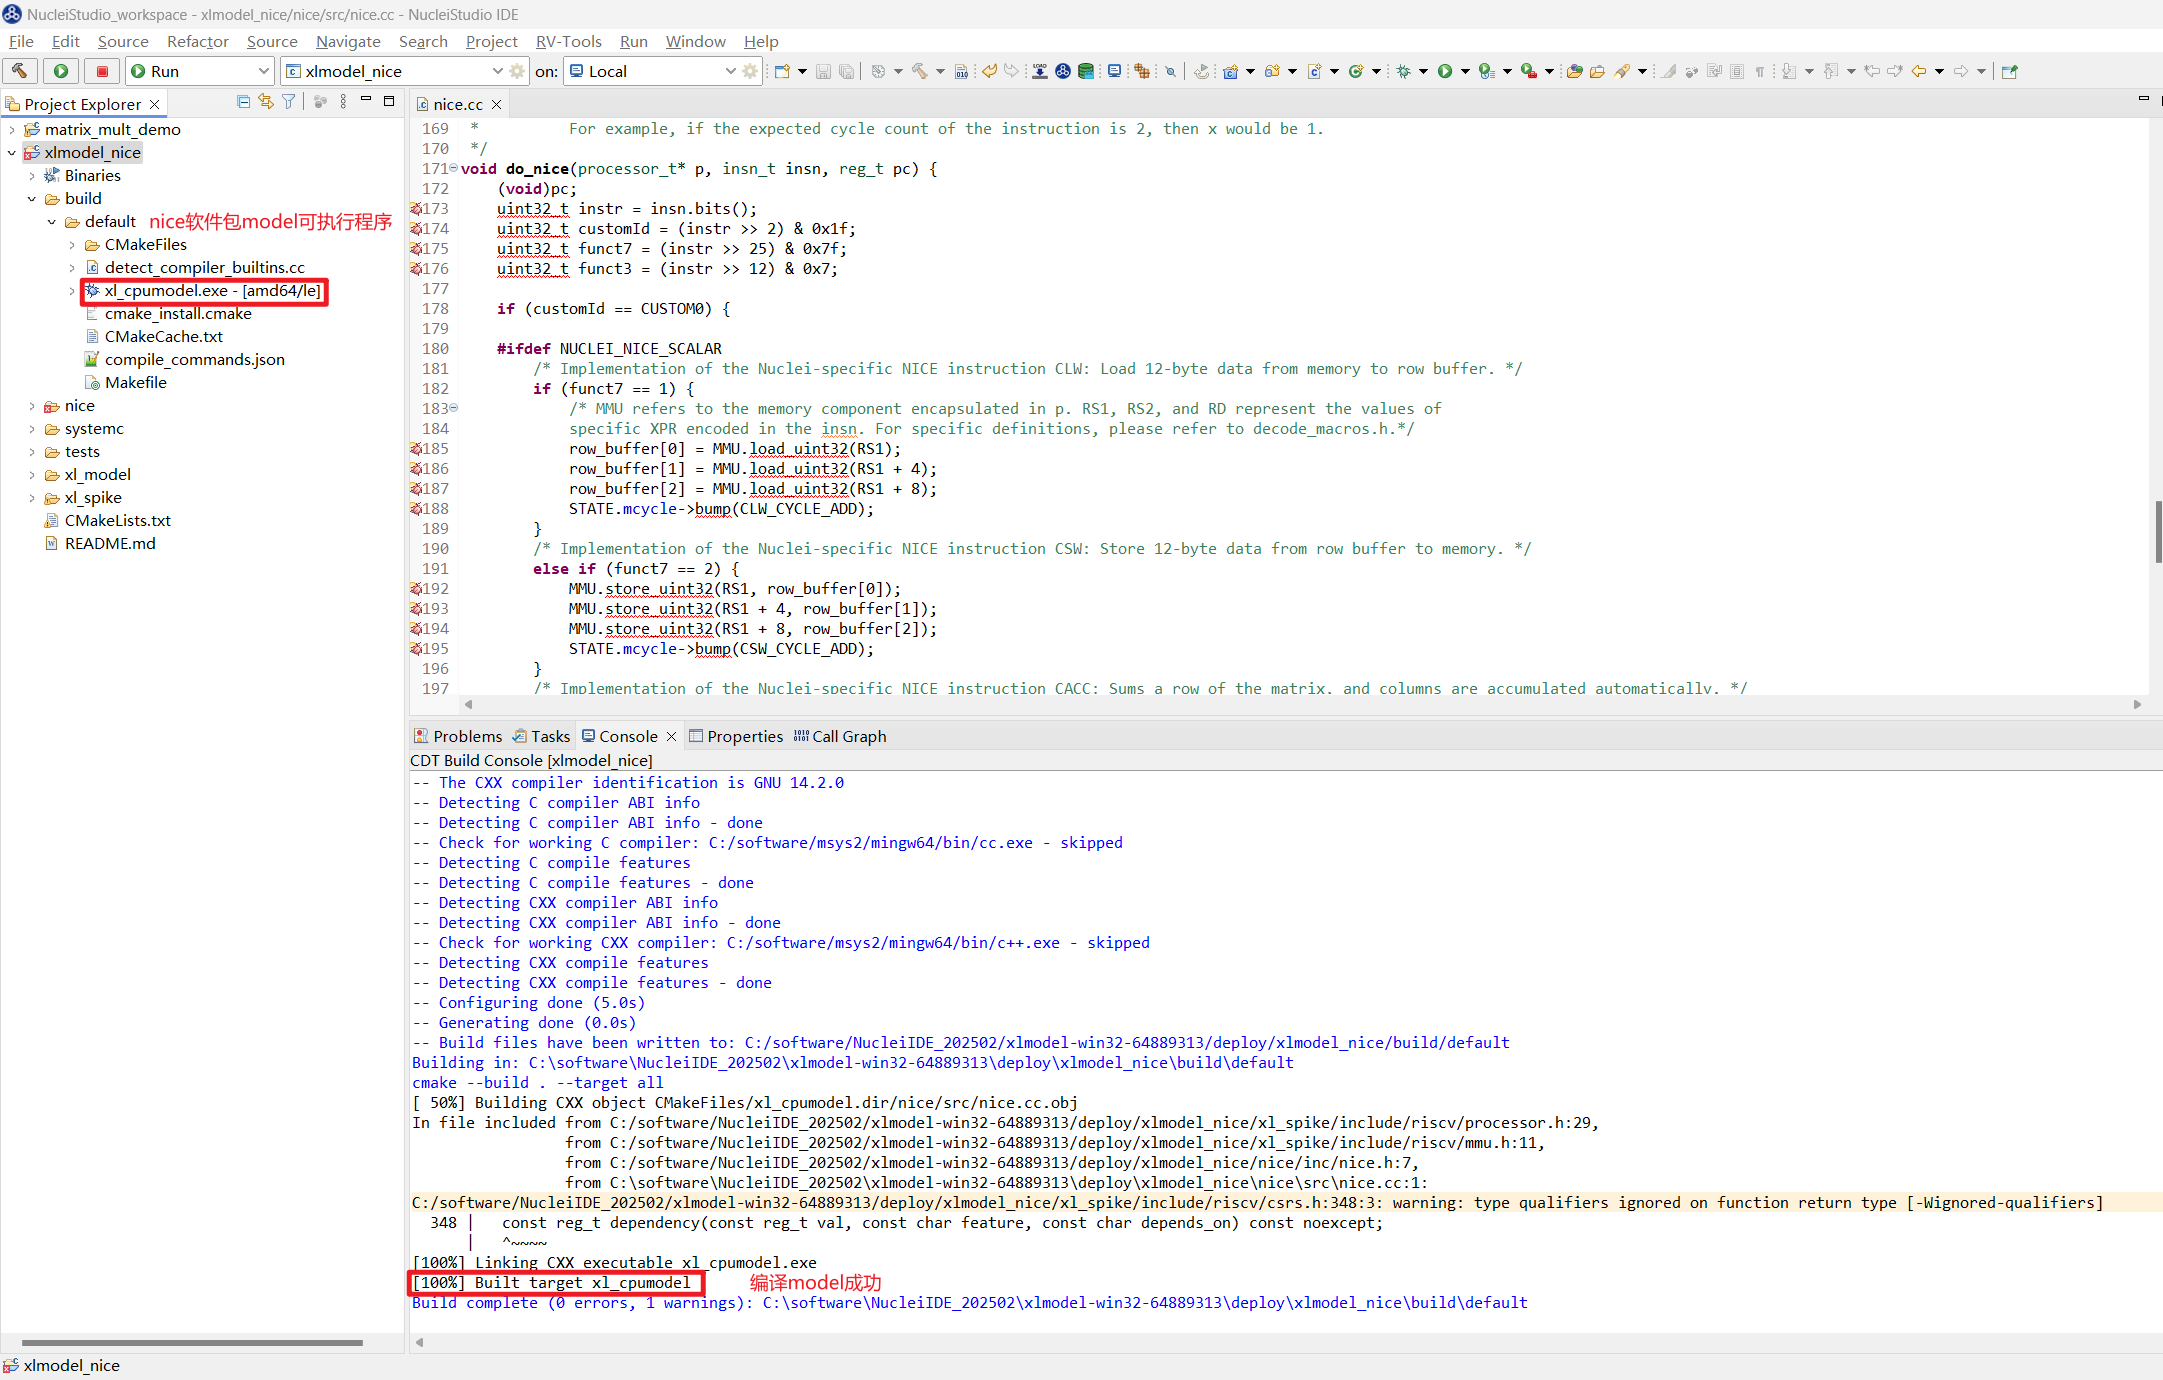 NucleiStudio_workspace - xlmodel_nice/nice/src/nice.cc - NucleiStudio IDE
File Edit Source Refactor Source Navigate Search Project RV-Tools Run Window Help
Run xlmodel_nice on: Local
Project Explorer
matrix_mult_demo
xlmodel_nice
Binaries
build
default nice软件包model可执行程序
CMakeFiles
detect_compiler_builtins.cc
xl_cpumodel.exe - [amd64/le]
cmake_install.cmake
CMakeCache.txt
compile_commands.json
Makefile
nice
systemc
tests
xl_model
xl_spike
CMakeLists.txt
README.md
nice.cc
169 * For example, if the expected cycle count of the instruction is 2, then x would be 1.
170 */
171 void do_nice(processor_t* p, insn_t insn, reg_t pc) {
172 (void)pc;
173 uint32_t instr = insn.bits();
174 uint32_t customId = (instr >> 2) & 0x1f;
175 uint32_t funct7 = (instr >> 25) & 0x7f;
176 uint32_t funct3 = (instr >> 12) & 0x7;
177
178 if (customId == CUSTOM0) {
179
180 #ifdef NUCLEI_NICE_SCALAR
181 /* Implementation of the Nuclei-specific NICE instruction CLW: Load 12-byte data from memory to row buffer. */
182 if (funct7 == 1) {
183 /* MMU refers to the memory component encapsulated in p. RS1, RS2, and RD represent the values of
184 specific XPR encoded in the insn. For specific definitions, please refer to decode_macros.h.*/
185 row_buffer[0] = MMU.load_uint32(RS1);
186 row_buffer[1] = MMU.load_uint32(RS1 + 4);
187 row_buffer[2] = MMU.load_uint32(RS1 + 8);
188 STATE.mcycle->bump(CLW_CYCLE_ADD);
189 }
190 /* Implementation of the Nuclei-specific NICE instruction CSW: Store 12-byte data from row buffer to memory. */
191 else if (funct7 == 2) {
192 MMU.store_uint32(RS1, row_buffer[0]);
193 MMU.store_uint32(RS1 + 4, row_buffer[1]);
194 MMU.store_uint32(RS1 + 8, row_buffer[2]);
195 STATE.mcycle->bump(CSW_CYCLE_ADD);
196 }
197 /* Implementation of the Nuclei-specific NICE instruction CACC: Sums a row of the matrix, and columns are accumulated automatically. */
Problems Tasks Console Properties Call Graph
CDT Build Console [xlmodel_nice]
-- The CXX compiler identification is GNU 14.2.0
-- Detecting C compiler ABI info
-- Detecting C compiler ABI info - done
-- Check for working C compiler: C:/software/msys2/mingw64/bin/cc.exe - skipped
-- Detecting C compile features
-- Detecting C compile features - done
-- Detecting CXX compiler ABI info
-- Detecting CXX compiler ABI info - done
-- Check for working CXX compiler: C:/software/msys2/mingw64/bin/c++.exe - skipped
-- Detecting CXX compile features
-- Detecting CXX compile features - done
-- Configuring done (5.0s)
-- Generating done (0.0s)
-- Build files have been written to: C:/software/NucleiIDE_202502/xlmodel-win32-64889313/deploy/xlmodel_nice/build/default
Building in: C:\software\NucleiIDE_202502\xlmodel-win32-64889313\deploy\xlmodel_nice\build\default
cmake --build . --target all
[ 50%] Building CXX object CMakeFiles/xl_cpumodel.dir/nice/src/nice.cc.obj
In file included from C:/software/NucleiIDE_202502/xlmodel-win32-64889313/deploy/xlmodel_nice/xl_spike/include/riscv/processor.h:29,
from C:/software/NucleiIDE_202502/xlmodel-win32-64889313/deploy/xlmodel_nice/xl_spike/include/riscv/mmu.h:11,
from C:/software/NucleiIDE_202502/xlmodel-win32-64889313/deploy/xlmodel_nice/nice/inc/nice.h:7,
from C:\software\NucleiIDE_202502\xlmodel-win32-64889313\deploy\xlmodel_nice\nice\src\nice.cc:1:
C:/software/NucleiIDE_202502/xlmodel-win32-64889313/deploy/xlmodel_nice/xl_spike/include/riscv/csrs.h:348:3: warning: type qualifiers ignored on function return type [-Wignored-qualifiers]
348 | const reg_t dependency(const reg_t val, const char feature, const char depends_on) const noexcept;
| ^~~~~
[100%] Linking CXX executable xl_cpumodel.exe
[100%] Built target xl_cpumodel 编译model成功
Build complete (0 errors, 1 warnings): C:\software\NucleiIDE_202502\xlmodel-win32-64889313\deploy\xlmodel_nice\build\default
xlmodel_nice